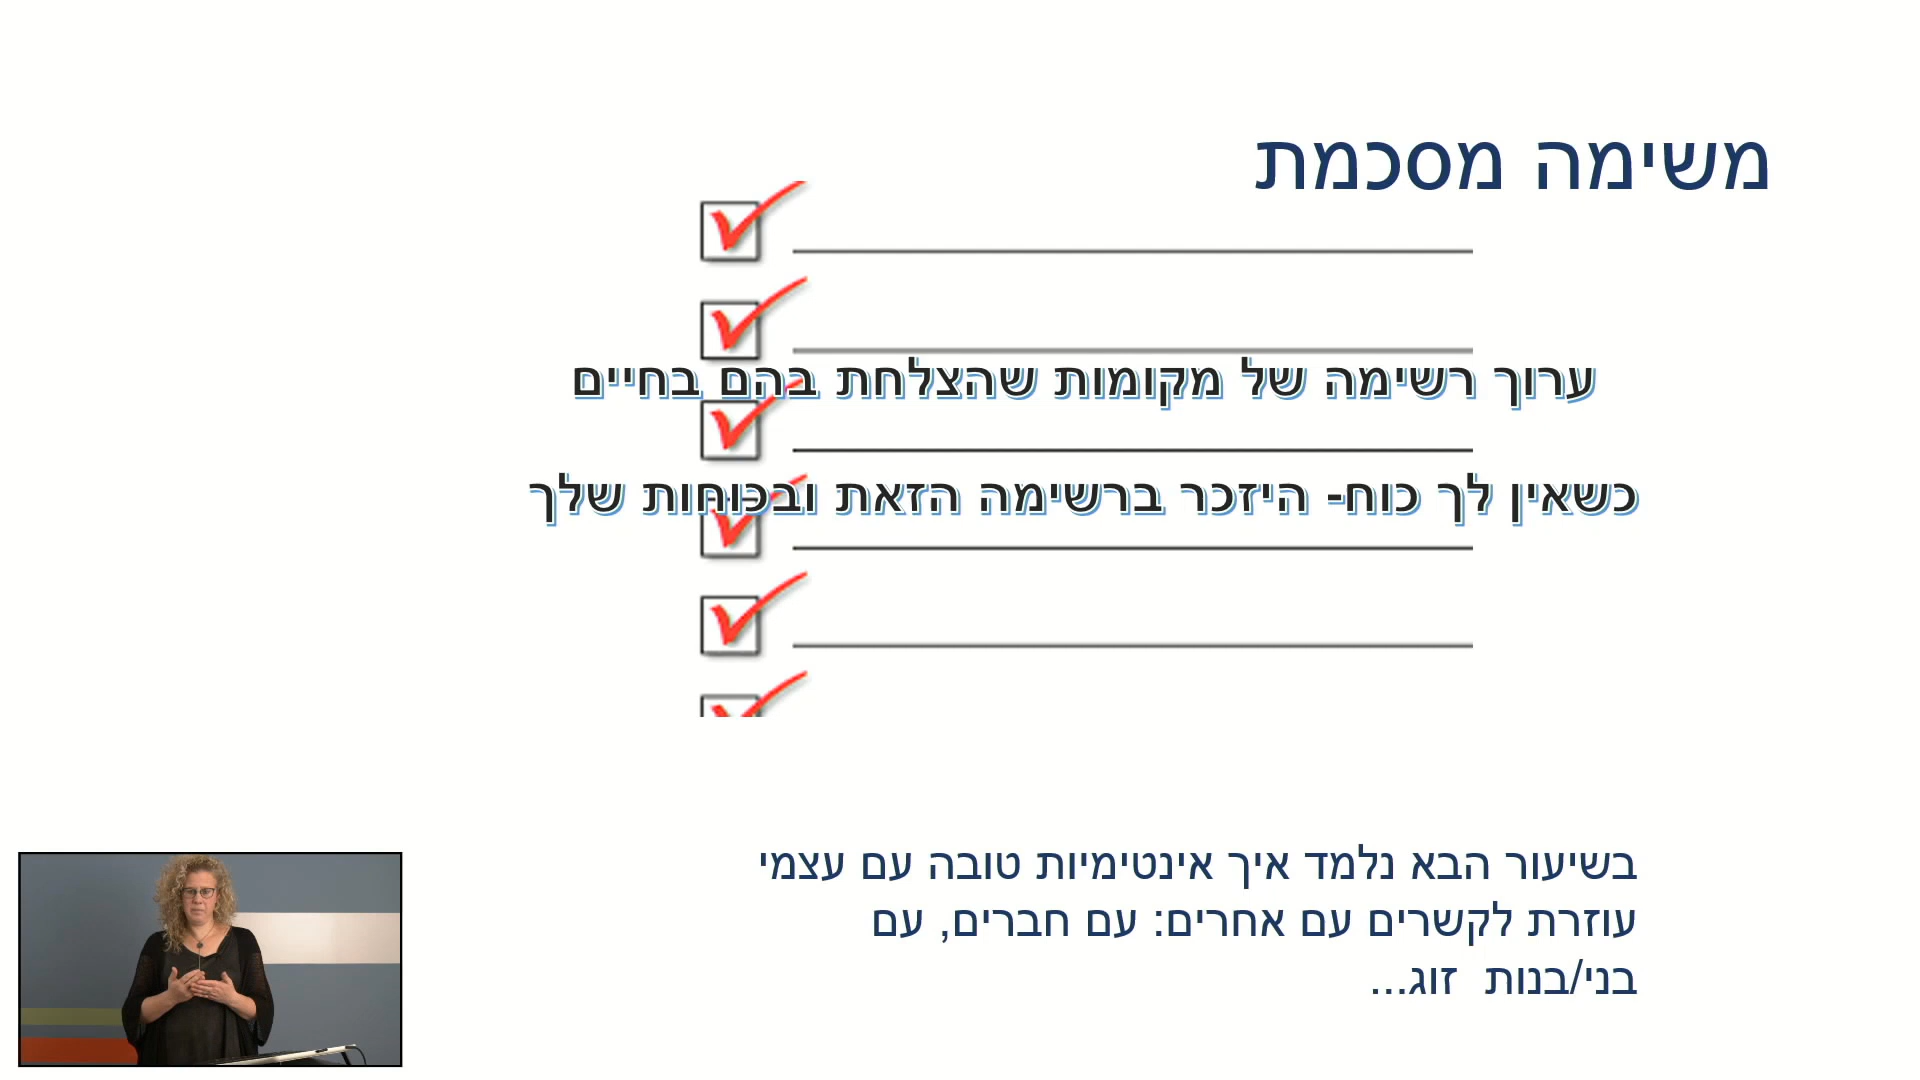 משימה מסכמת
ערוך רשימה של מקומות שהצלחת בהם בחיים
כשאין לך כוח- היזכר ברשימה הזאת ובכוחות שלך
בשיעור הבא נלמד איך אינטימיות טובה עם עצמי
עוזרת לקשרים עם אחרים: עם חברים, עם
בני/בנות זוג...